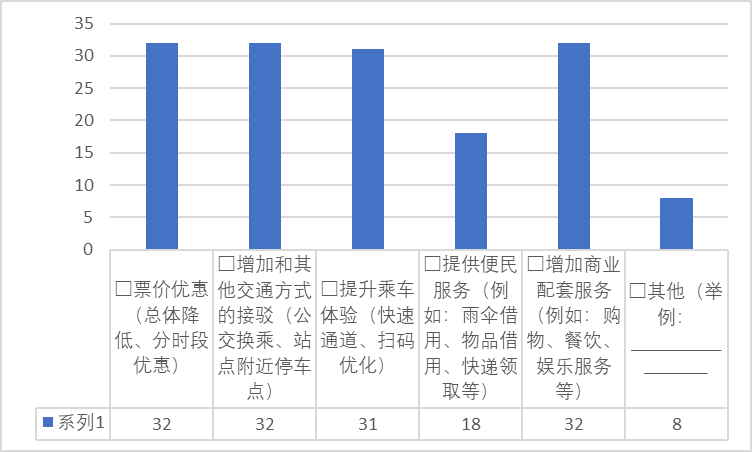 35
30
25
20
15
10
5
0
□票价优惠
（总体降
低、分时段
优惠）
□增加和其
他交通方式
的接驳（公
交换乘、站
点附近停车
点）
□提升乘车
体验（快速
通道、扫码
优化）
□提供便民
服务（例
如：雨伞借
用、物品借
用、快递领
取等）
□增加商业
配套服务
（例如：购
物、餐饮、
娱乐服务
等）
□其他（举
例：
__________
_______
系列1 32 32 31 18 32 8